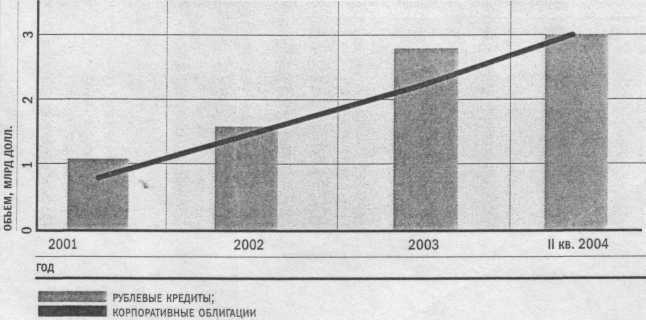 3
2
1
0
ОБЪЕМ, МЛРД ДОЛЛ.
2001 2002 2003 II кв. 2004
ГОД
РУБЛЕВЫЕ КРЕДИТЫ;
КОРПОРАТИВНЫЕ ОБЛИГАЦИИ